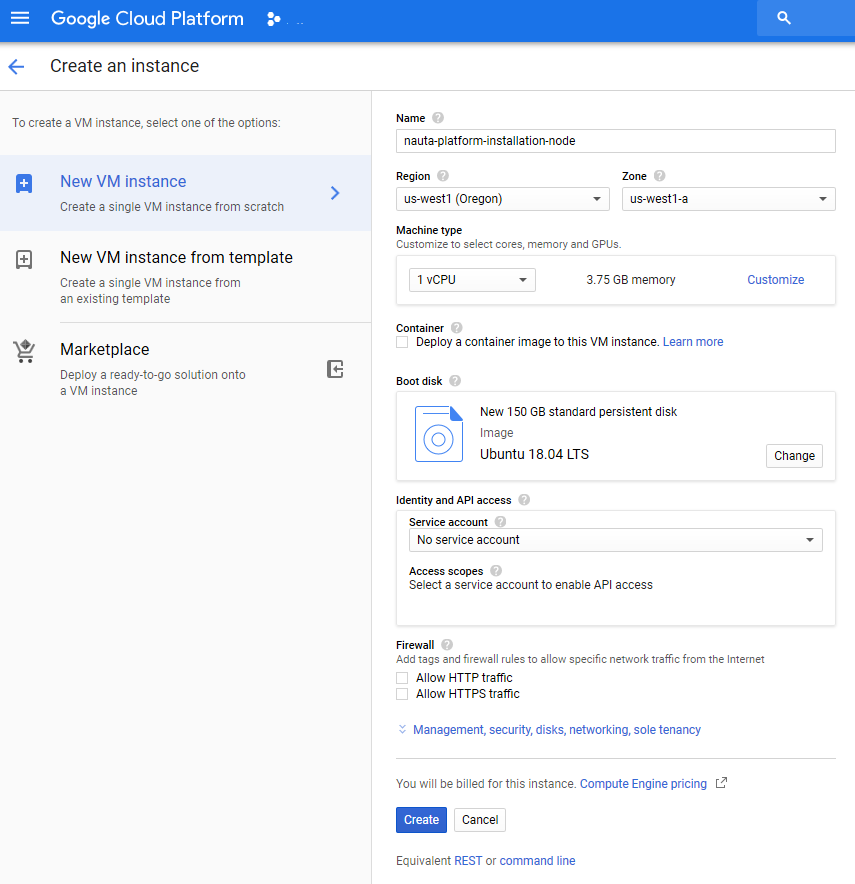 Google Cloud Platform
Create an instance
To create a VM instance, select one of the options:
New VM instance
Create a single VM instance from scratch
New VM instance from template
Create a single VM instance from
an existing template
Marketplace
Deploy a ready-to-go solution onto
a VM instance
Name
nauta-platform-installation-node
Region Zone
us-west1 (Oregon) us-west1-a
Machine type
Customize to select cores, memory and GPUs.
1 vCPU 3.75 GB memory Customize
Container
Deploy a container image to this VM instance. Learn more
Boot disk
New 150 GB standard persistent disk
Image
Ubuntu 18.04 LTS
Change
Identity and API access
Service account
No service account
Access scopes
Select a service account to enable API access
Firewall
Add tags and firewall rules to allow specific network traffic from the Internet
Allow HTTP traffic
Allow HTTPS traffic
Management, security, disks, networking, sole tenancy
You will be billed for this instance. Compute Engine pricing
Create Cancel
Equivalent REST or command line